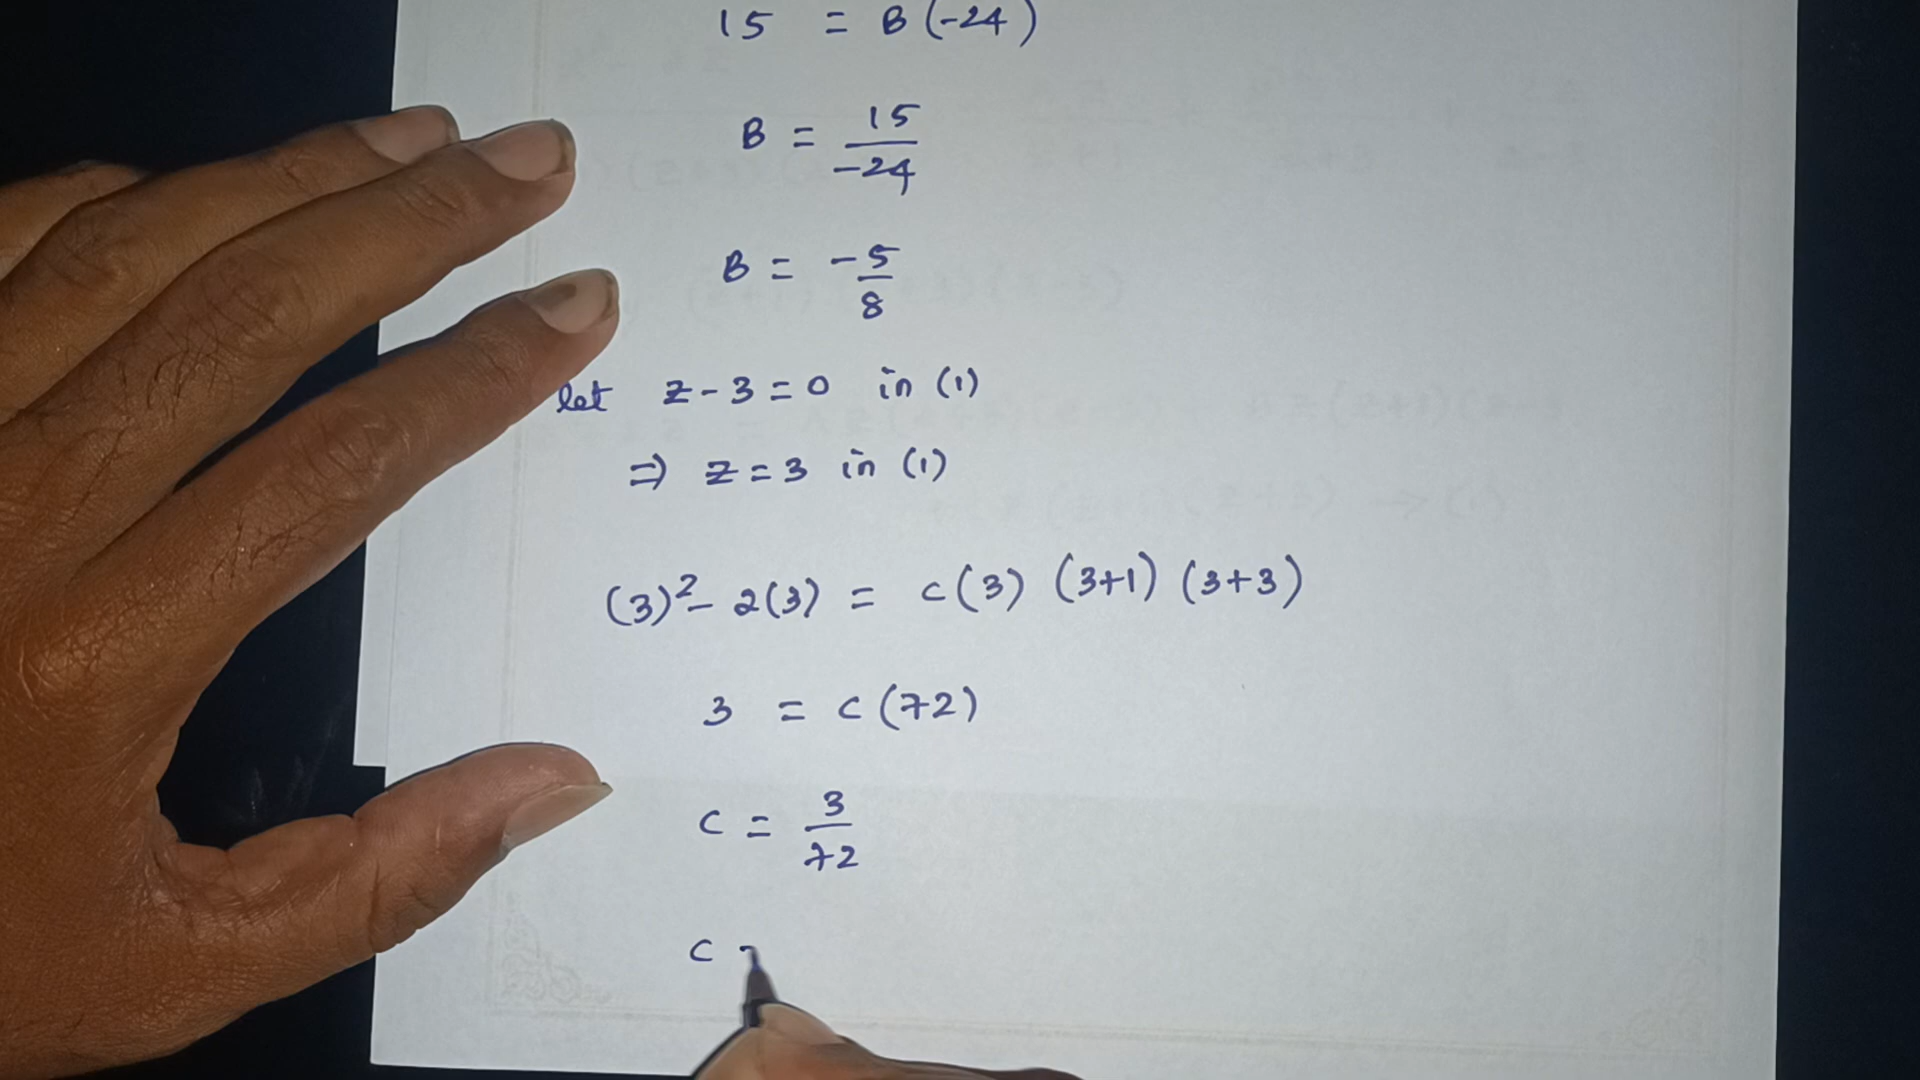 15 = B(-24)
B = 15/-24
B = -5/8
let z-3=0 in (1)
⇒ z=3 in (1)
(3)²- 2(3) = c(3) (3+1) (3+3)
3 = c(72)
c = 3/72
c